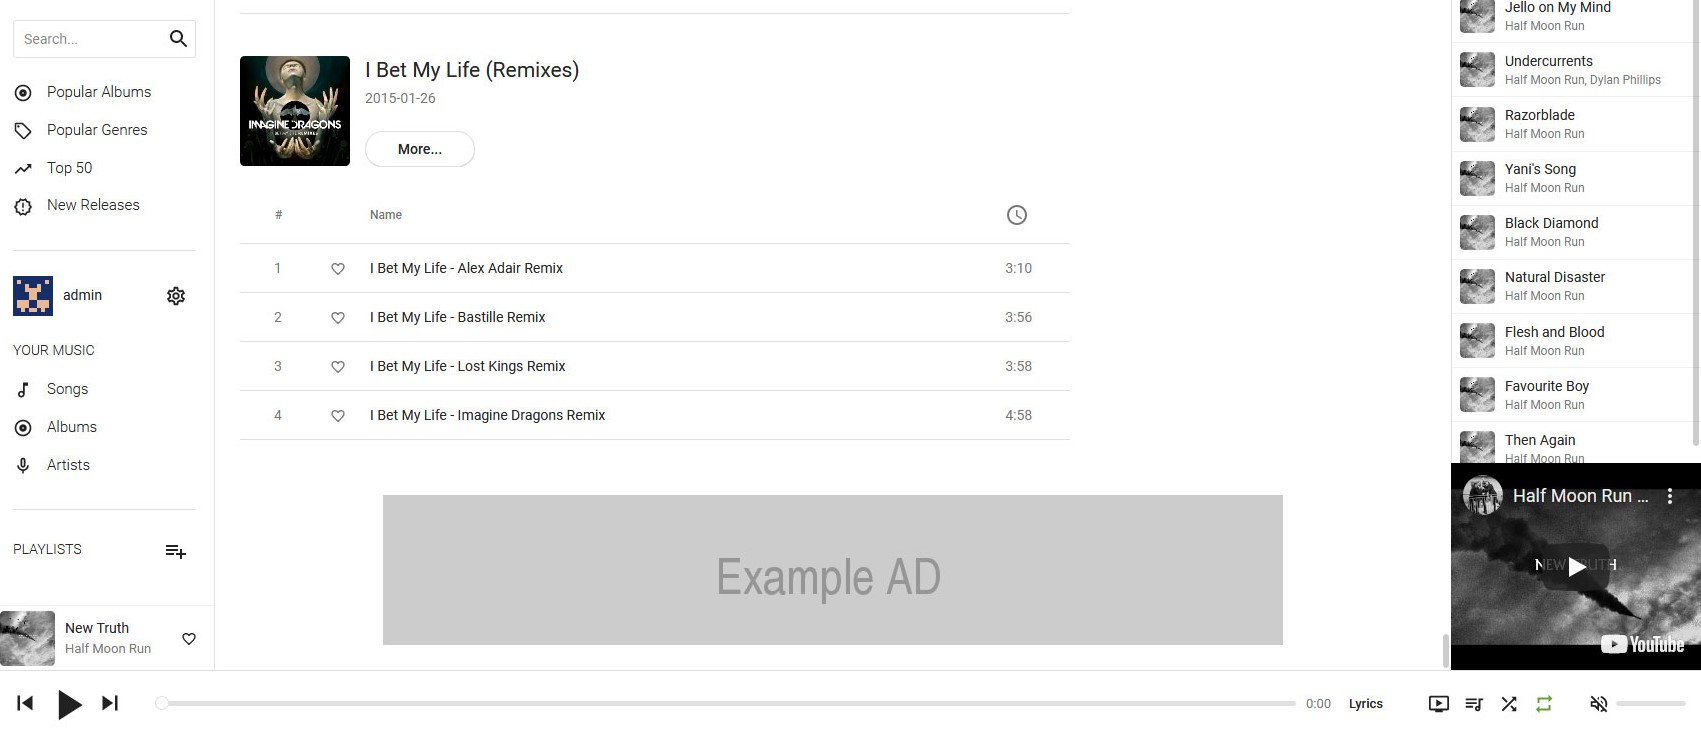 Search...
Popular Albums
Popular Genres
Top 50
New Releases
admin
YOUR MUSIC
Songs
Albums
Artists
PLAYLISTS
New Truth
Half Moon Run
I Bet My Life (Remixes)
2015-01-26
IMAGINE DRAGONS
More...
# Name
1 I Bet My Life - Alex Adair Remix 3:10
2 I Bet My Life - Bastille Remix 3:56
3 I Bet My Life - Lost Kings Remix 3:58
4 I Bet My Life - Imagine Dragons Remix 4:58
Example AD
Jello on My Mind
Half Moon Run
Undercurrents
Half Moon Run, Dylan Phillips
Razorblade
Half Moon Run
Yani's Song
Half Moon Run
Black Diamond
Half Moon Run
Natural Disaster
Half Moon Run
Flesh and Blood
Half Moon Run
Favourite Boy
Half Moon Run
Then Again
Half Moon Run
Half Moon Run ...
NEW TRUTH
YouTube
0:00 Lyrics